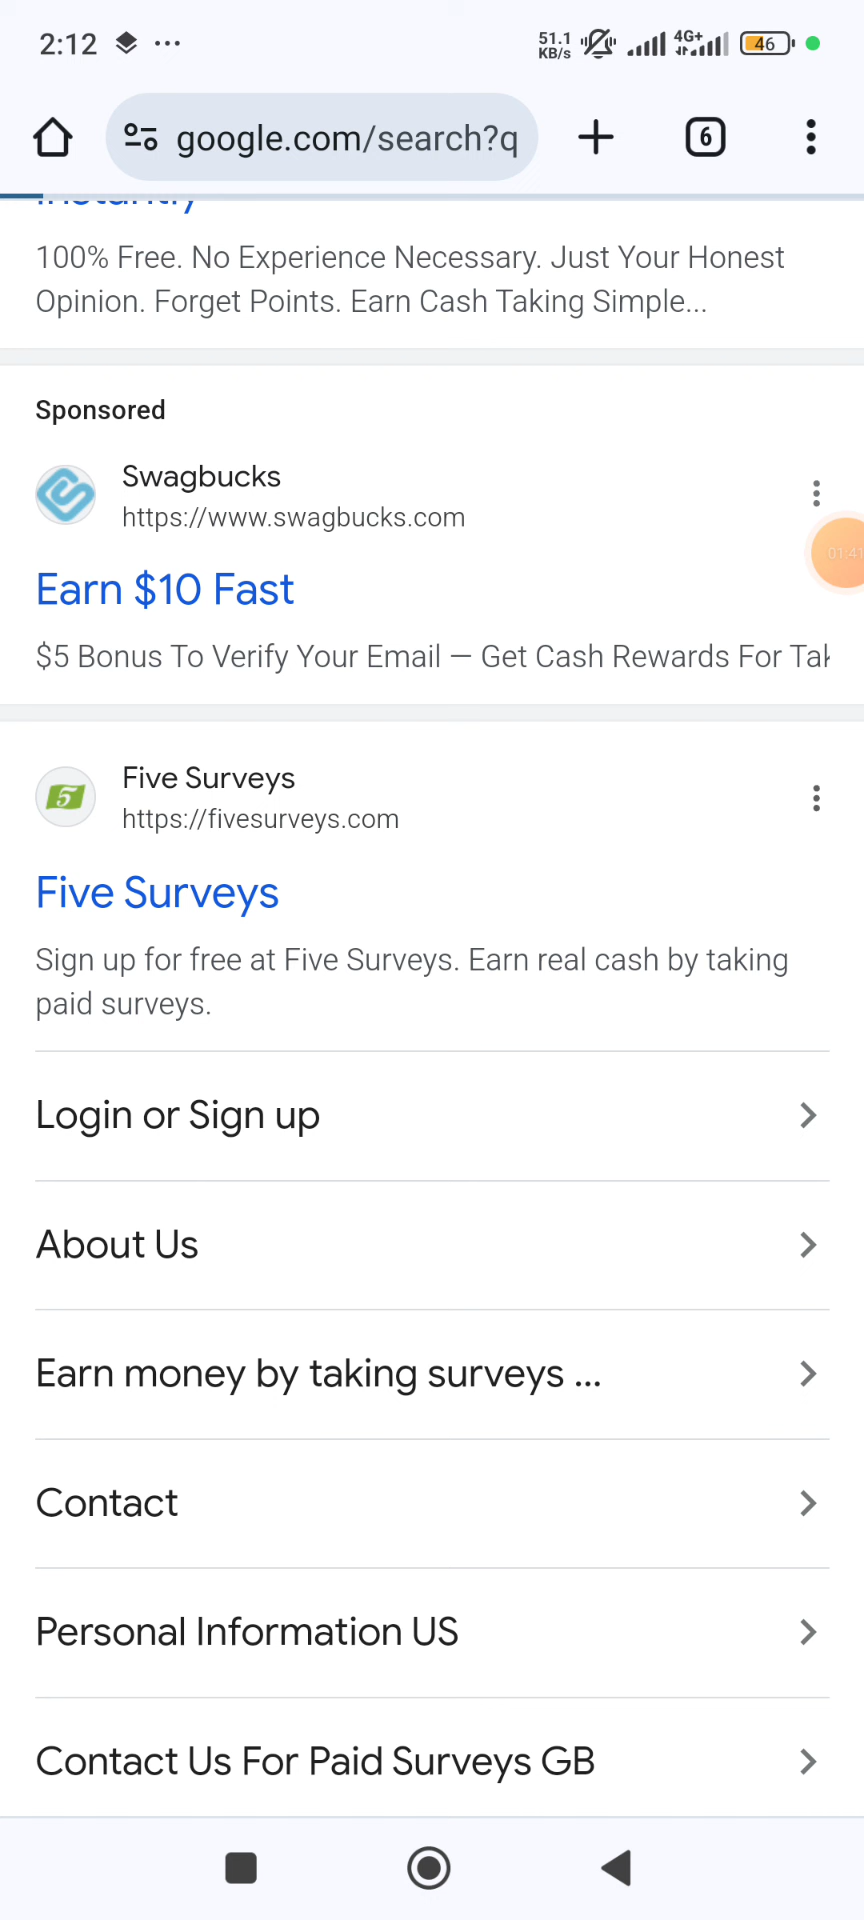 2:12
51.1
KB/s
4G+
46
google.com/search?q
6
100% Free. No Experience Necessary. Just Your Honest
Opinion. Forget Points. Earn Cash Taking Simple...
Sponsored
Swagbucks
https://www.swagbucks.com
01:41
Earn $10 Fast
$5 Bonus To Verify Your Email — Get Cash Rewards For Tak
5
Five Surveys
https://fivesurveys.com
Five Surveys
Sign up for free at Five Surveys. Earn real cash by taking
paid surveys.
Login or Sign up
About Us
Earn money by taking surveys ...
Contact
Personal Information US
Contact Us For Paid Surveys GB